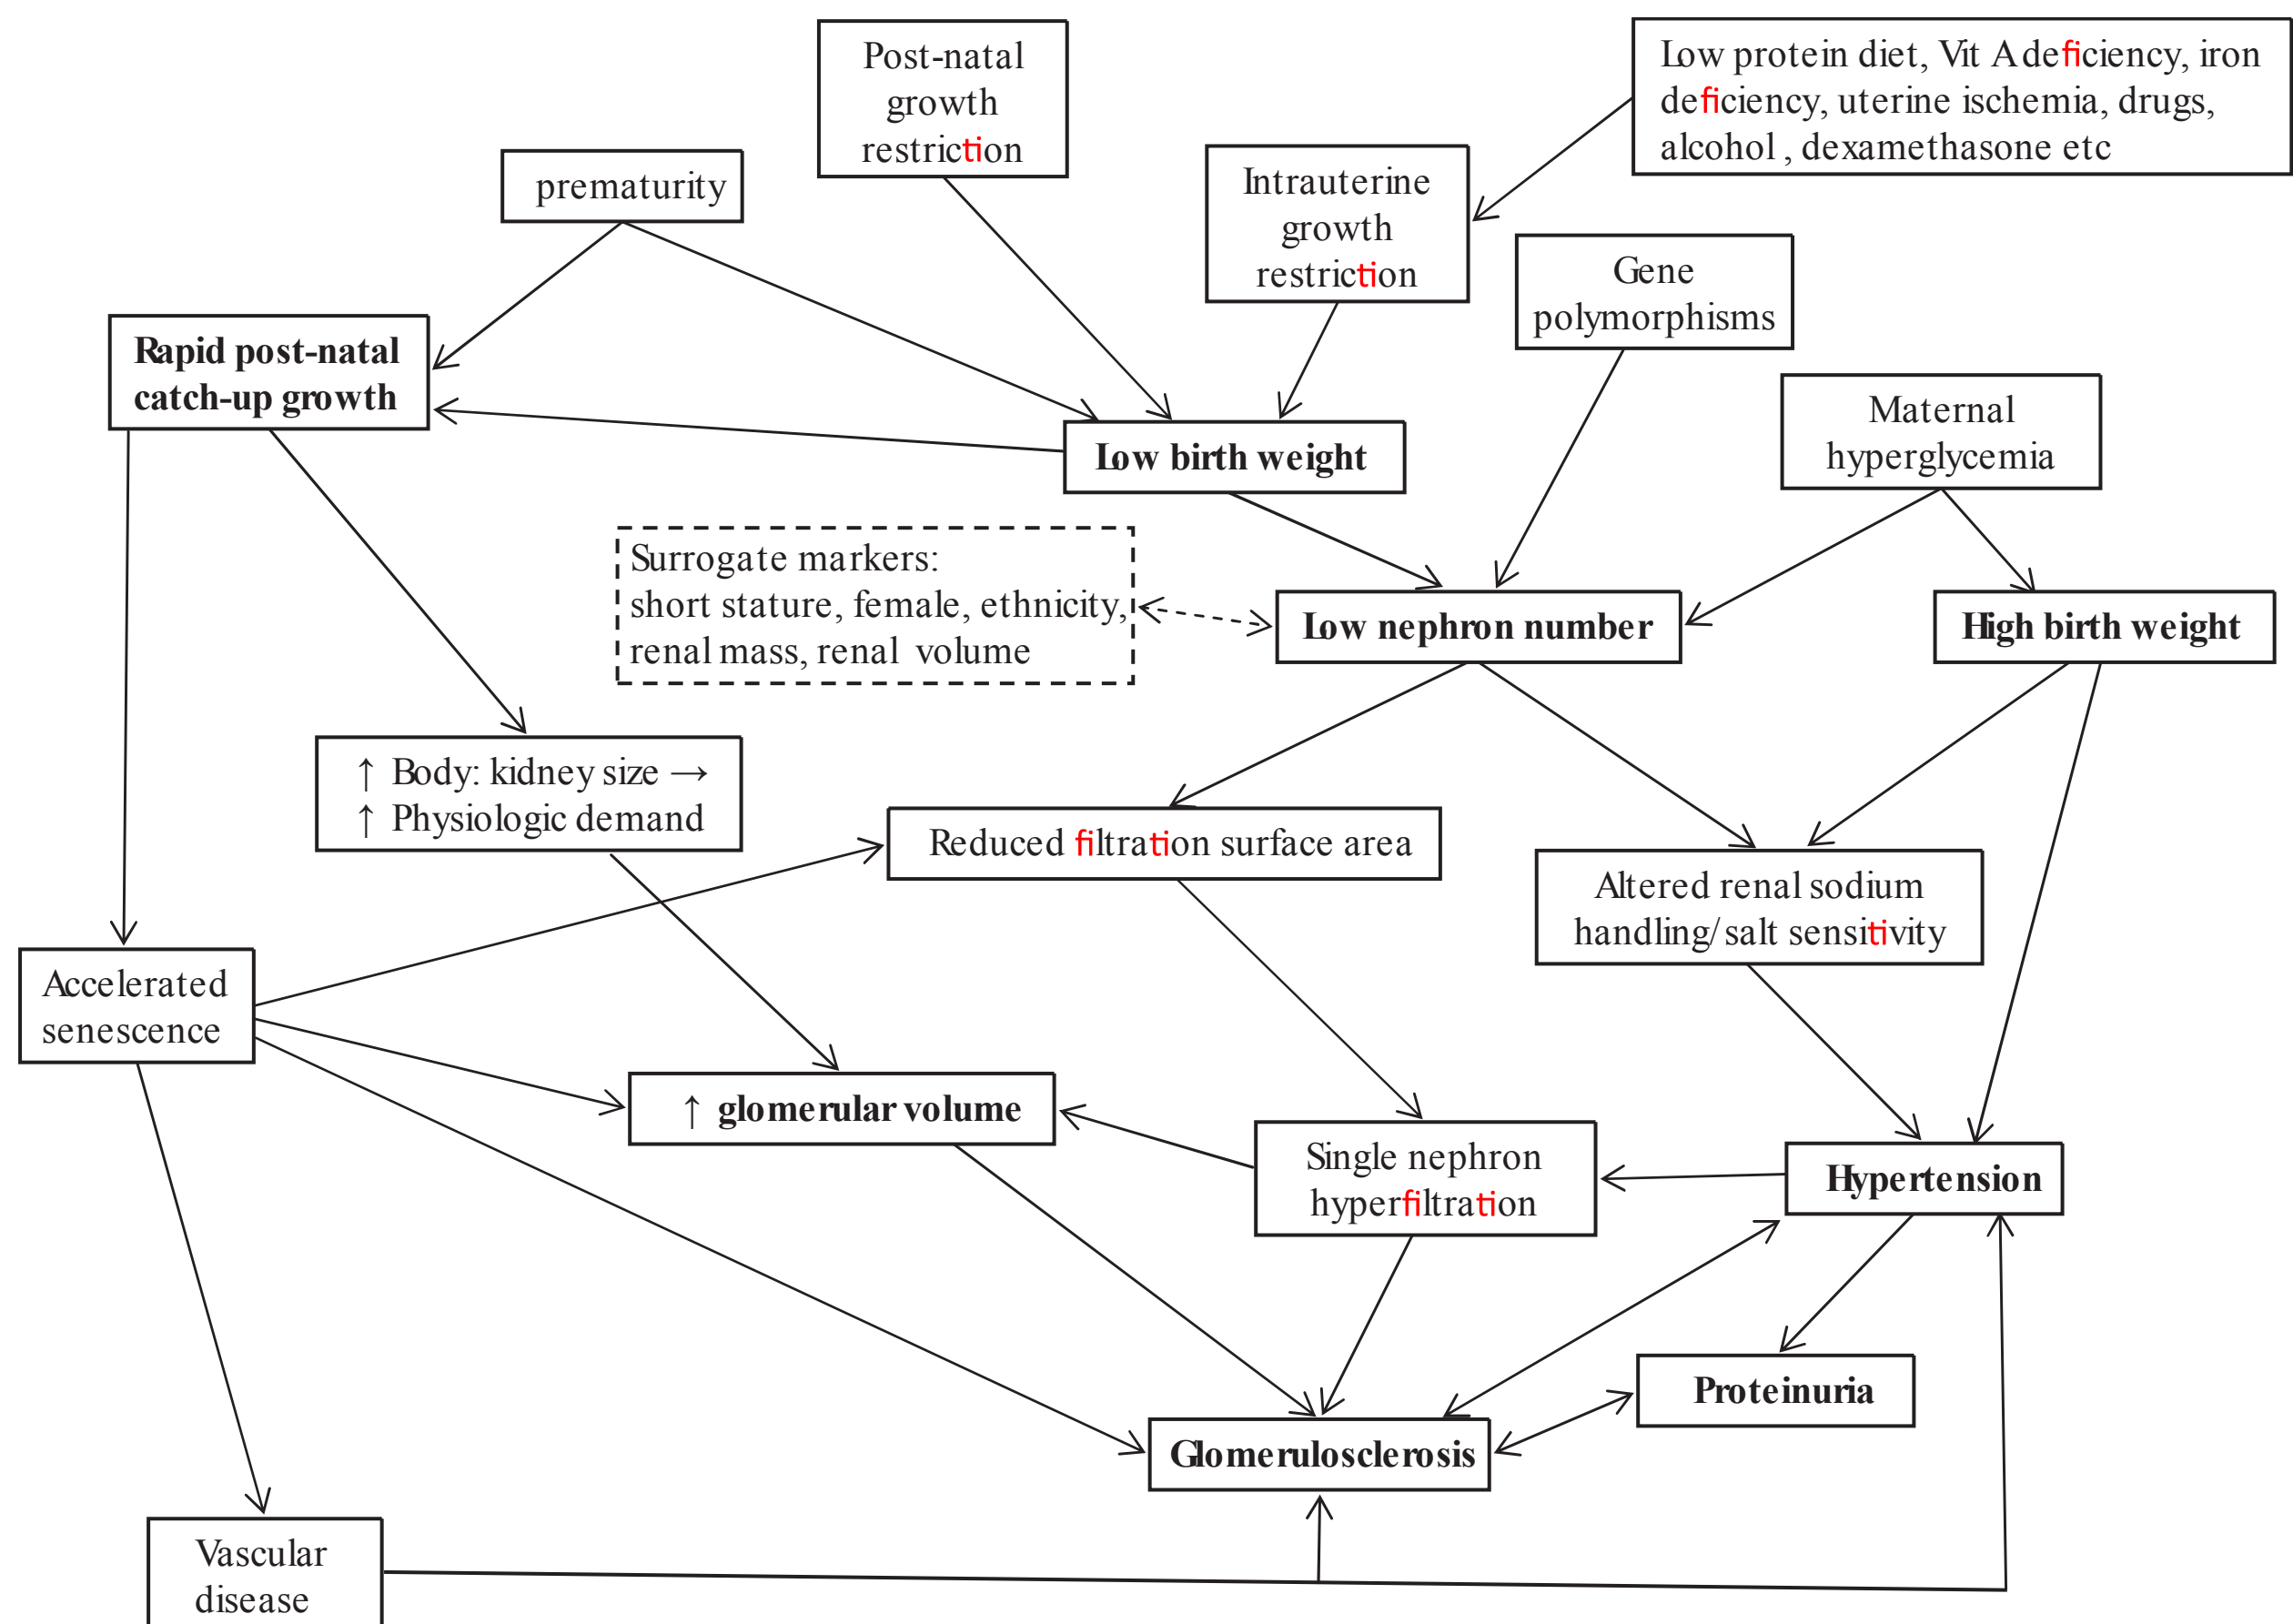 Post-natal
growth
restriction
Low protein diet, Vit A deficiency, iron
deficiency, uterine ischemia, drugs,
alcohol , dexamethasone etc
prematurity
Intrauterine
growth
restriction
Gene
polymorphisms
Rapid post-natal
catch-up growth
Maternal
hyperglycemia
Low birth weight
Surrogate markers:
short stature, female, ethnicity,
renal mass, renal volume
Low nephron number
High birth weight
↑ Body: kidney size →
↑ Physiologic demand
Reduced filtration surface area
Altered renal sodium
handling/salt sensitivity
Accelerated
senescence
↑ glomerular volume
Single nephron
hyperfiltration
Hypertension
Proteinuria
Glomerulosclerosis
Vascular
disease